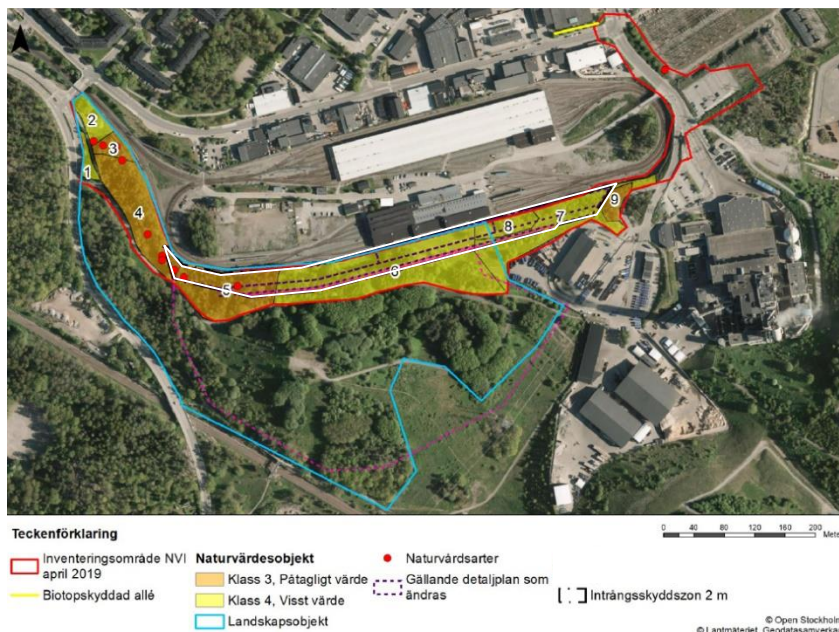 2
3
1
4
5
6
8
7
9
Teckenförklaring
0 40 80 120 160 200
Mete
Inventeringsområde NVI
april 2019
Biotopskyddad allé
Naturvärdesobjekt
Klass 3, Påtagligt värde
Klass 4, Visst värde
Landskapsobjekt
Naturvårdsarter
Gällande detaljplan som
ändras
Intrångsskyddszon 2 m
© Open Stockholm
© Lantmäteriet, Geodatasamverkan